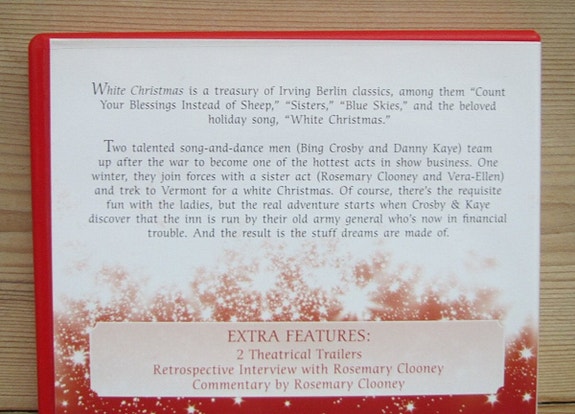 White Christmas is a treasury of Irving Berlin classics, among them “Count
Your Blessings Instead of Sheep,” “Sisters,” “Blue Skies,” and the beloved
holiday song, “White Christmas.”
Two talented song-and-dance men (Bing Crosby and Danny Kaye) team
up after the war to become one of the hottest acts in show business. One
winter, they join forces with a sister act (Rosemary Clooney and Vera-Ellen)
and trek to Vermont for a white Christmas. Of course, there’s the requisite
fun with the ladies, but the real adventure starts when Crosby & Kaye
discover that the inn is run by their old army general who’s now in financial
trouble. And the result is the stuff dreams are made of.
EXTRA FEATURES:
2 Theatrical Trailers
Retrospective Interview with Rosemary Clooney
Commentary by Rosemary Clooney